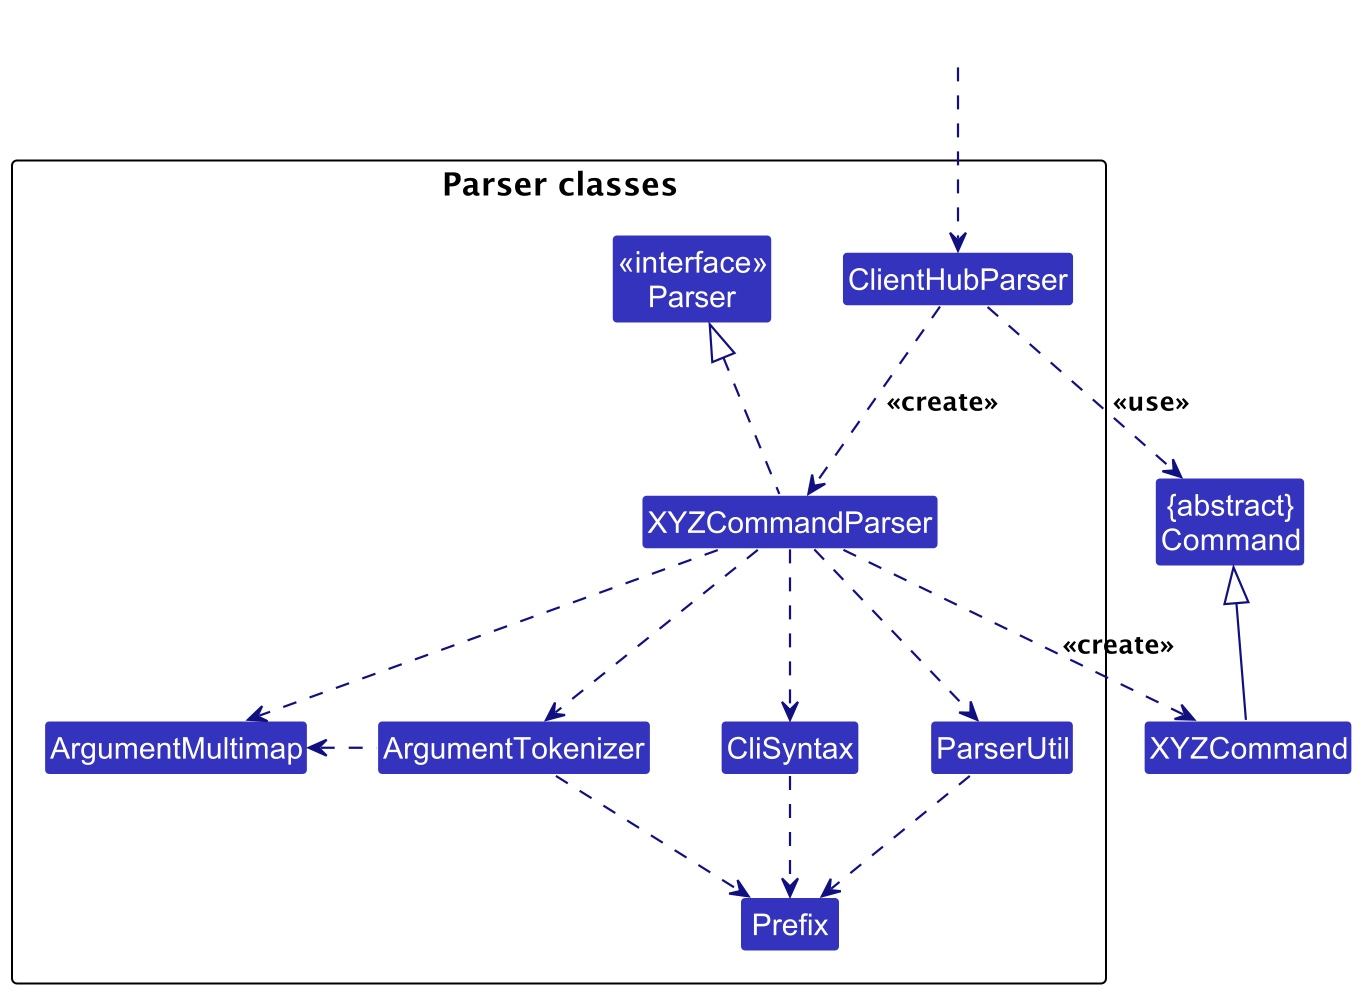 Parser classes
«interface»
Parser
ClientHubParser
«create»
«use»
XYZCommandParser
{abstract}
Command
«create»
ArgumentMultimap
ArgumentTokenizer
CliSyntax
ParserUtil
XYZCommand
Prefix